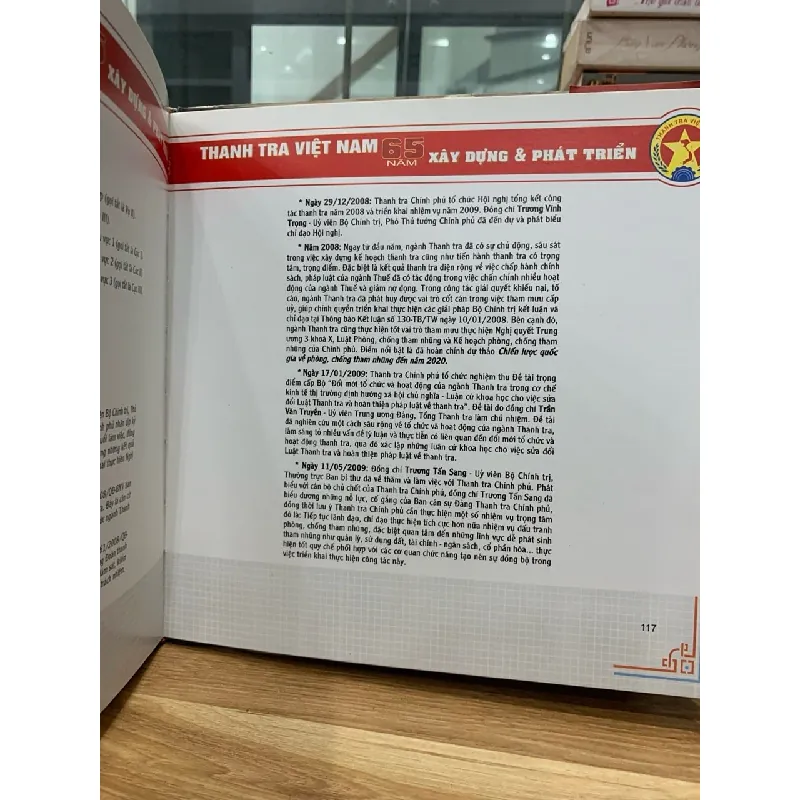 65
XÂY DỰNG &
THANH TRA VIỆT NAM 65 NĂM XÂY DỰNG & PHÁT TRIỂN
THANH TRA VIỆT
* Ngày 29/12/2008: Thanh tra Chính phủ tổ chức Hội nghị tổng kết công
tác thanh tra năm 2008 và triển khai nhiệm vụ năm 2009. Đồng chí Trương Vĩnh
Trọng - Uỷ viên Bộ Chính trị, Phó Thủ tướng Chính phủ đã đến dự và phát biểu
chỉ đạo Hội nghị.
* Năm 2008: Ngay từ đầu năm, ngành Thanh tra đã có sự chủ động, sâu sát
trong việc xây dựng kế hoạch thanh tra cũng như tiến hành thanh tra có trọng
tâm, trọng điểm. Đặc biệt là kết quả thanh tra diện rộng về việc chấp hành chính
sách, pháp luật của ngành Thuế đã có tác động trong việc chấn chỉnh nhiều hoạt
động của ngành Thuế và giảm nợ đọng. Trong công tác giải quyết khiếu nại, tố
cáo, ngành Thanh tra đã phát huy được vai trò cốt cán trong việc tham mưu cấp
uỷ, giúp chính quyền triển khai thực hiện các giải pháp Bộ Chính trị kết luận và
chỉ đạo tại Thông báo Kết luận số 130-TB/TW ngày 10/01/2008. Bên cạnh đó,
ngành Thanh tra cũng thực hiện tốt vai trò tham mưu thực hiện Nghị quyết Trung
ương 3 khoá X, Luật Phòng, chống tham nhũng và Kế hoạch phòng, chống tham
nhũng của Chính phủ. Điểm nổi bật là đã hoàn chỉnh dự thảo Chiến lược quốc
gia về phòng, chống tham nhũng đến năm 2020.
* Ngày 17/01/2009: Thanh tra Chính phủ tổ chức nghiệm thu Đề tài trọng
điểm cấp Bộ "Đổi mới tổ chức và hoạt động của ngành Thanh tra trong cơ chế
kinh tế thị trường định hướng xã hội chủ nghĩa - Luận cứ khoa học cho việc sửa
đổi Luật Thanh tra và hoàn thiện pháp luật về thanh tra". Đề tài do đồng chí Trần
Văn Truyền - Uỷ viên Trung ương Đảng, Tổng Thanh tra làm chủ nhiệm. Đề tài
đã nghiên cứu một cách sâu rộng về tổ chức và hoạt động của ngành Thanh tra,
làm sáng tỏ nhiều vấn đề lý luận và thực tiễn có liên quan đến đổi mới tổ chức và
hoạt động thanh tra, qua đó xác lập những luận cứ khoa học cho việc sửa đổi
Luật Thanh tra và hoàn thiện pháp luật về thanh tra.
* Ngày 11/05/2009: Đồng chí Trương Tấn Sang - Uỷ viên Bộ Chính trị,
Thường trực Ban bí thư đã về thăm và làm việc với Thanh tra Chính phủ. Phát
biểu với cán bộ chủ chốt của Thanh tra Chính phủ, đồng chí Trương Tấn Sang đã
biểu dương những nỗ lực, cố gắng của Ban cán sự Đảng Thanh tra Chính phủ,
đồng thời lưu ý Thanh tra Chính phủ cần thực hiện một số nhiệm vụ trọng tâm
đó là: Tiếp tục lãnh đạo, chỉ đạo thực hiện tích cực hơn nữa nhiệm vụ đấu tranh
phòng, chống tham nhũng, đặc biệt quan tâm đến những lĩnh vực dễ phát sinh
tham nhũng như quản lý, sử dụng đất, tài chính - ngân sách, cổ phần hóa... thực
hiện tốt quy chế phối hợp với các cơ quan chức năng tạo nên sự đồng bộ trong
việc triển khai thực hiện công tác này.
117